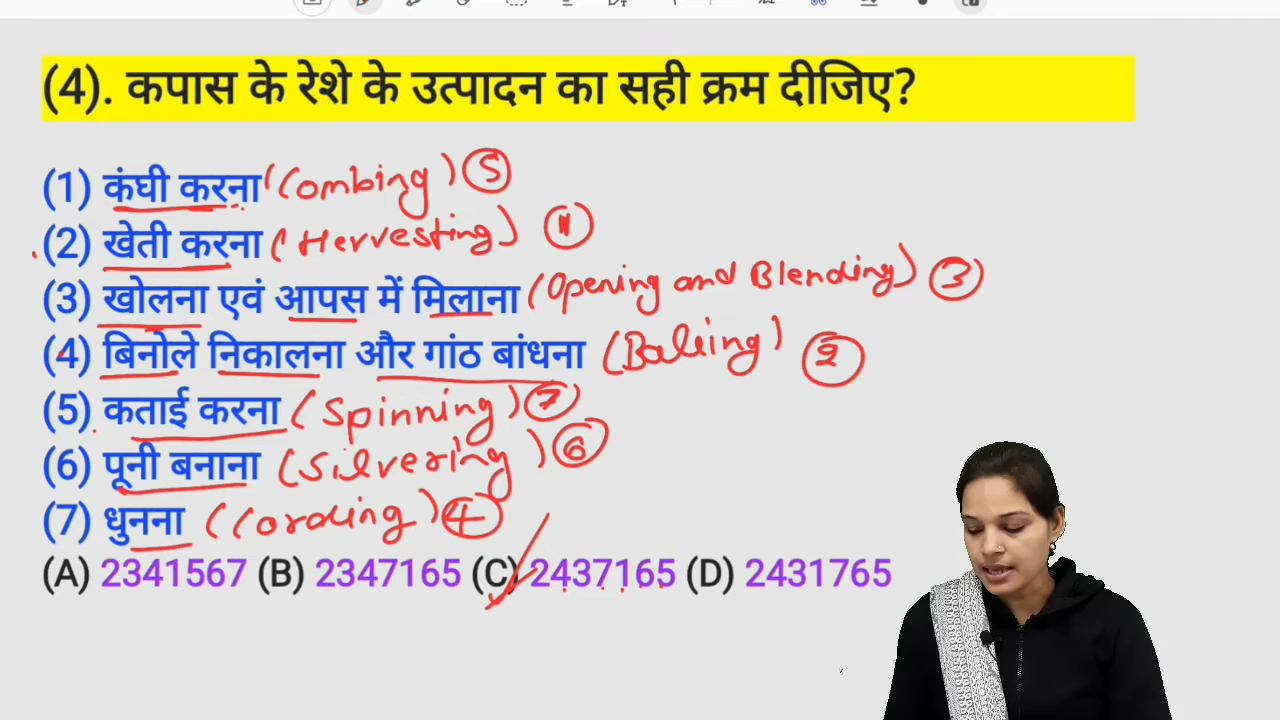 (4). कपास के रेशे के उत्पादन का सही क्रम दीजिए?
(1) कंघी करना (Combing) 5
(2) खेती करना (Hervesting) 1
(3) खोलना एवं आपस में मिलाना (Opening and Blending) 3
(4) बिनोले निकालना और गांठ बांधना (Baleing) 2
(5) कताई करना (Spinning) 7
(6) पूनी बनाना (Silvering) 6
(7) धुनना (Carding) 4
(A) 2341567 (B) 2347165 (C) 2437165 (D) 2431765